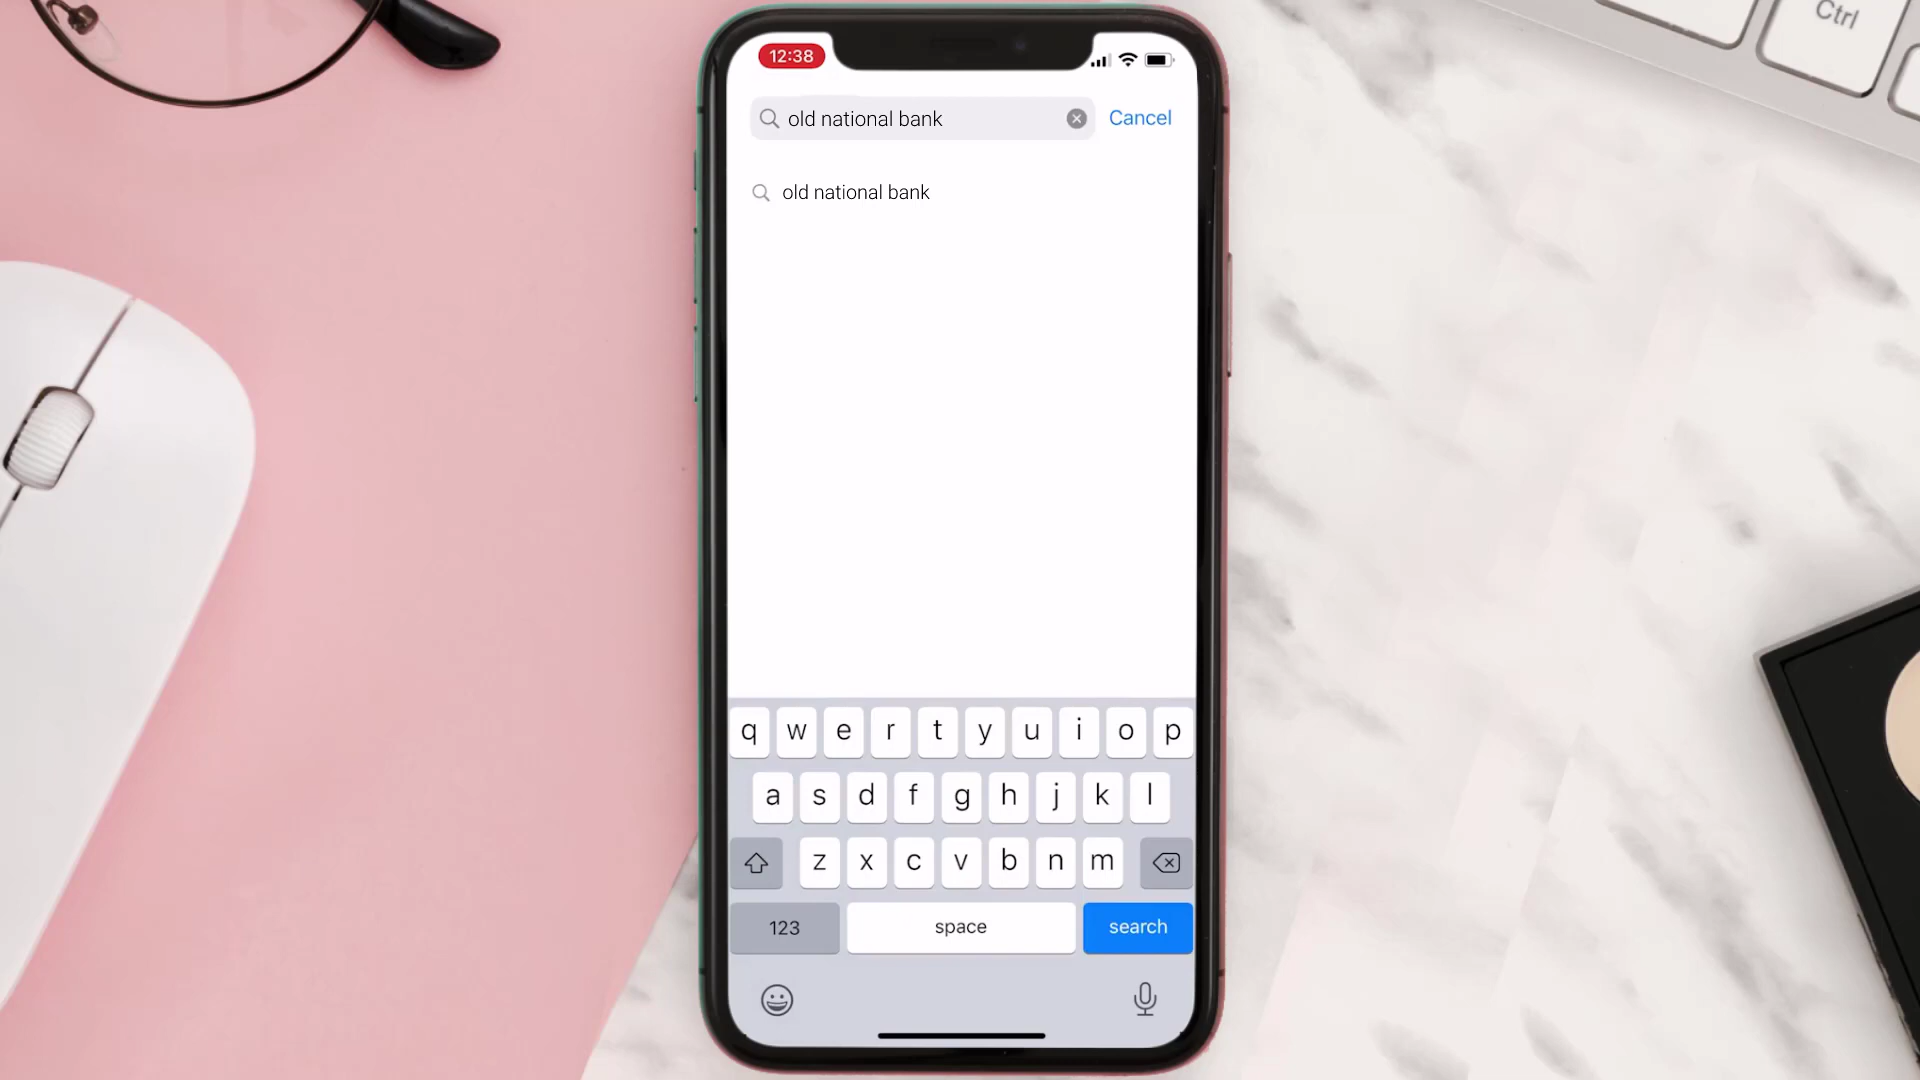 Ctrl
12:38
old national bank
Cancel
old national bank
q w e r t y u i o p
a s d f g h j k l
z x c v b n m
123 space search